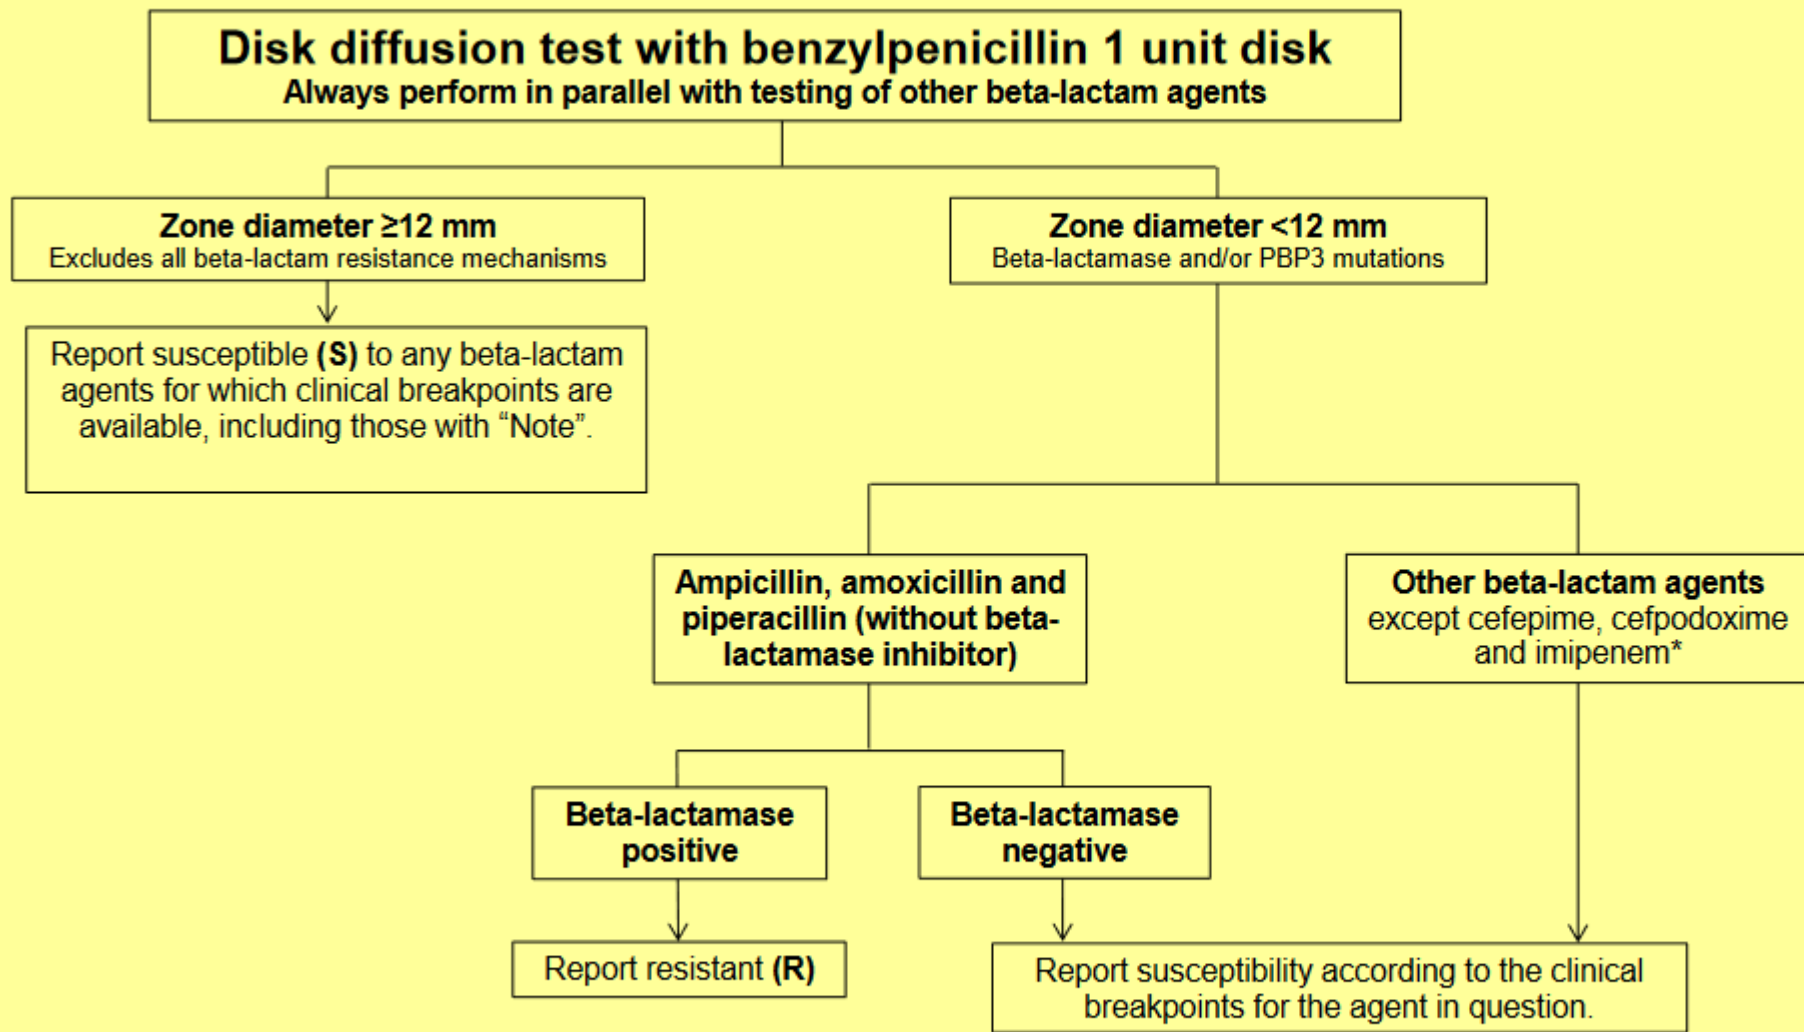 Disk diffusion test with benzylpenicillin 1 unit disk
Always perform in parallel with testing of other beta-lactam agents
Zone diameter ≥12 mm
Excludes all beta-lactam resistance mechanisms
Zone diameter <12 mm
Beta-lactamase and/or PBP3 mutations
Report susceptible (S) to any beta-lactam
agents for which clinical breakpoints are
available, including those with “Note”.
Ampicillin, amoxicillin and
piperacillin (without beta-
lactamase inhibitor)
Other beta-lactam agents
except cefepime, cefpodoxime
and imipenem*
Beta-lactamase
positive
Beta-lactamase
negative
Report resistant (R)
Report susceptibility according to the clinical
breakpoints for the agent in question.